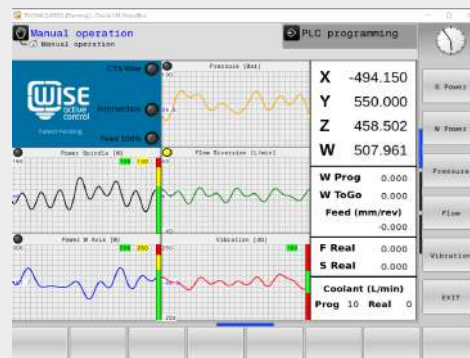 Manual operation
Manual operation
PLC programming
CTX Wise
Intersection
Feed 100%
WISE
active
control
Patent Pending
Pressure [Bar]
Power Spindle [W]
Flow Diversion [L/min]
Power W Axis [W]
Vibration [dB]
X -494.150
Y 550.000
Z 458.502
W 507.961
W Prog 0.000
W ToGo 0.000
Feed (mm/rev)
-0.000
F Real 0.000
S Real 0.000
Coolant (L/min)
Prog 10 Real 0
S Power
W Power
Pressure
Flow
Vibration
EXIT